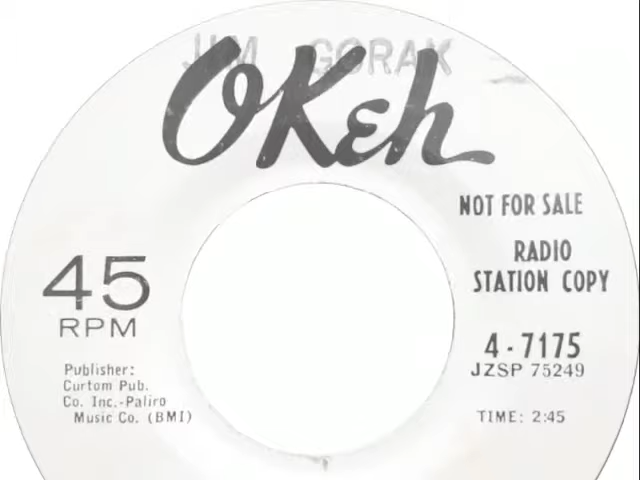 JIM GORAK
OKeh
NOT FOR SALE
RADIO
STATION COPY
45
RPM
4-7175
JZSP 75249
Publisher:
Curtom Pub.
Co. Inc.-Paliro
Music Co. (BMI)
TIME: 2:45